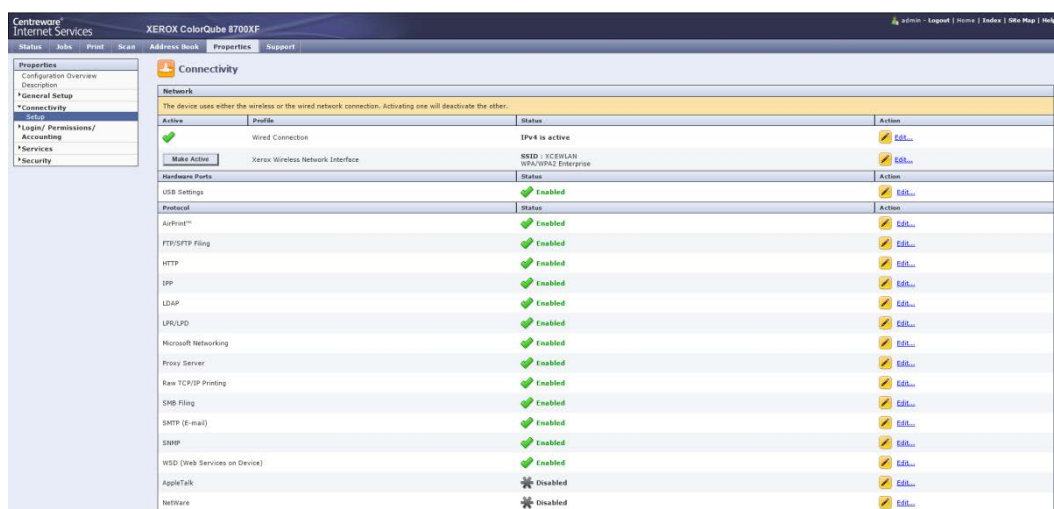 Centreware®
Internet Services
XEROX ColorQube 8700XF
admin - Logout | Home | Index | Site Map | Help
Status Jobs Print Scan Address Book Properties Support
Properties
Configuration Overview
Description
General Setup
Connectivity
Setup
Login/ Permissions/
Accounting
Services
Security
Connectivity
Network
The device uses either the wireless or the wired network connection. Activating one will deactivate the other.
Active Profile Status Action
Wired Connection IPv4 is active Edit...
Make Active Xerox Wireless Network Interface SSID : XCEWLAN Edit...
WPA/WPA2 Enterprise
Hardware Ports Status Action
USB Settings Enabled Edit...
Protocol Status Action
AirPrint™ Enabled Edit...
FTP/SFTP Filing Enabled Edit...
HTTP Enabled Edit...
IPP Enabled Edit...
LDAP Enabled Edit...
LPR/LPD Enabled Edit...
Microsoft Networking Enabled Edit...
Proxy Server Enabled Edit...
Raw TCP/IP Printing Enabled Edit...
SMB Filing Enabled Edit...
SMTP (E-mail) Enabled Edit...
SNMP Enabled Edit...
WSD (Web Services on Device) Enabled Edit...
AppleTalk Disabled Edit...
NetWare Disabled Edit...